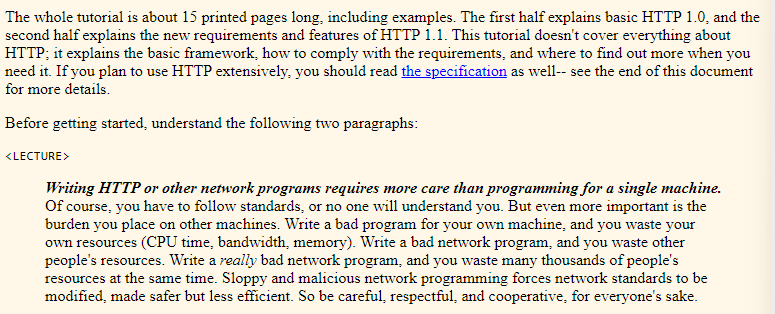 The whole tutorial is about 15 printed pages long, including examples. The first half explains basic HTTP 1.0, and the
second half explains the new requirements and features of HTTP 1.1. This tutorial doesn't cover everything about
HTTP; it explains the basic framework, how to comply with the requirements, and where to find out more when you
need it. If you plan to use HTTP extensively, you should read the specification as well-- see the end of this document
for more details.
Before getting started, understand the following two paragraphs:
<LECTURE>
Writing HTTP or other network programs requires more care than programming for a single machine.
Of course, you have to follow standards, or no one will understand you. But even more important is the
burden you place on other machines. Write a bad program for your own machine, and you waste your
own resources (CPU time, bandwidth, memory). Write a bad network program, and you waste other
people's resources. Write a really bad network program, and you waste many thousands of people's
resources at the same time. Sloppy and malicious network programming forces network standards to be
modified, made safer but less efficient. So be careful, respectful, and cooperative, for everyone's sake.